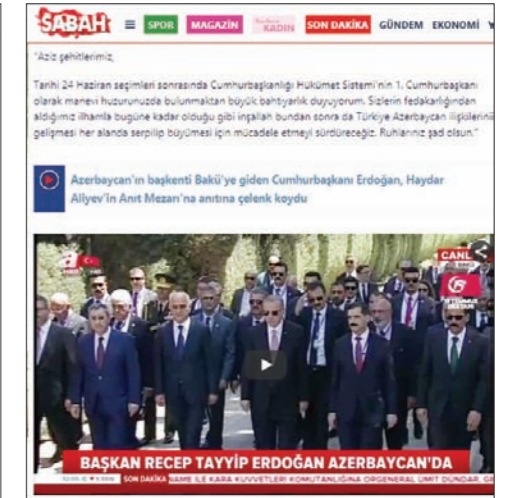 SABAH
SPOR MAGAZİN KADIN SON DAKİKA GÜNDEM EKONOMİ
"Aziz şehitlerimiz,
Tarihi 24 Haziran seçimleri sonrasında Cumhurbaşkanlığı Hükümet Sistemi'nin 1. Cumhurbaşkanı
olarak manevi huzurunuzda bulunmaktan büyük bahtiyarlık duyuyorum. Sizlerin fedakarlığından
aldığımız ilhamla bugüne kadar olduğu gibi inşallah bundan sonra da Türkiye Azerbaycan ilişkilerinin
gelişmesi her alanda serpilip büyümesi için mücadele etmeyi sürdüreceğiz. Ruhlarınız şad olsun."
Azerbaycan'ın başkenti Bakü'ye giden Cumhurbaşkanı Erdoğan, Haydar
Aliyev'in Anıt Mezarı'na anıtına çelenk koydu
a
CANLI
15
BAŞKAN RECEP TAYYİP ERDOĞAN AZERBAYCAN'DA
SON DAKİKA NAME İLE KARA KUVVETLERİ KOMUTANLIĞINA ORGENERAL ÜMİT DÜNDAR, G